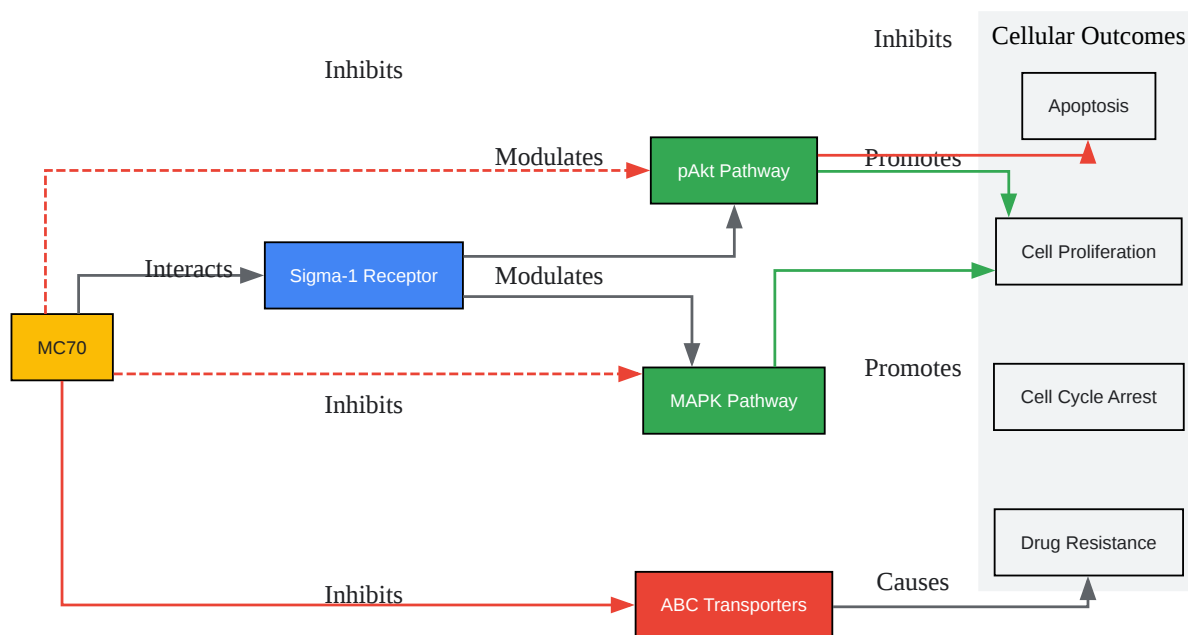 Inhibits
Cellular Outcomes
Inhibits
Apoptosis
Modulates
pAkt Pathway
Promotes
Interacts
Sigma-1 Receptor
Modulates
Cell Proliferation
MC70
Promotes
Inhibits
MAPK Pathway
Cell Cycle Arrest
Drug Resistance
Inhibits
ABC Transporters
Causes